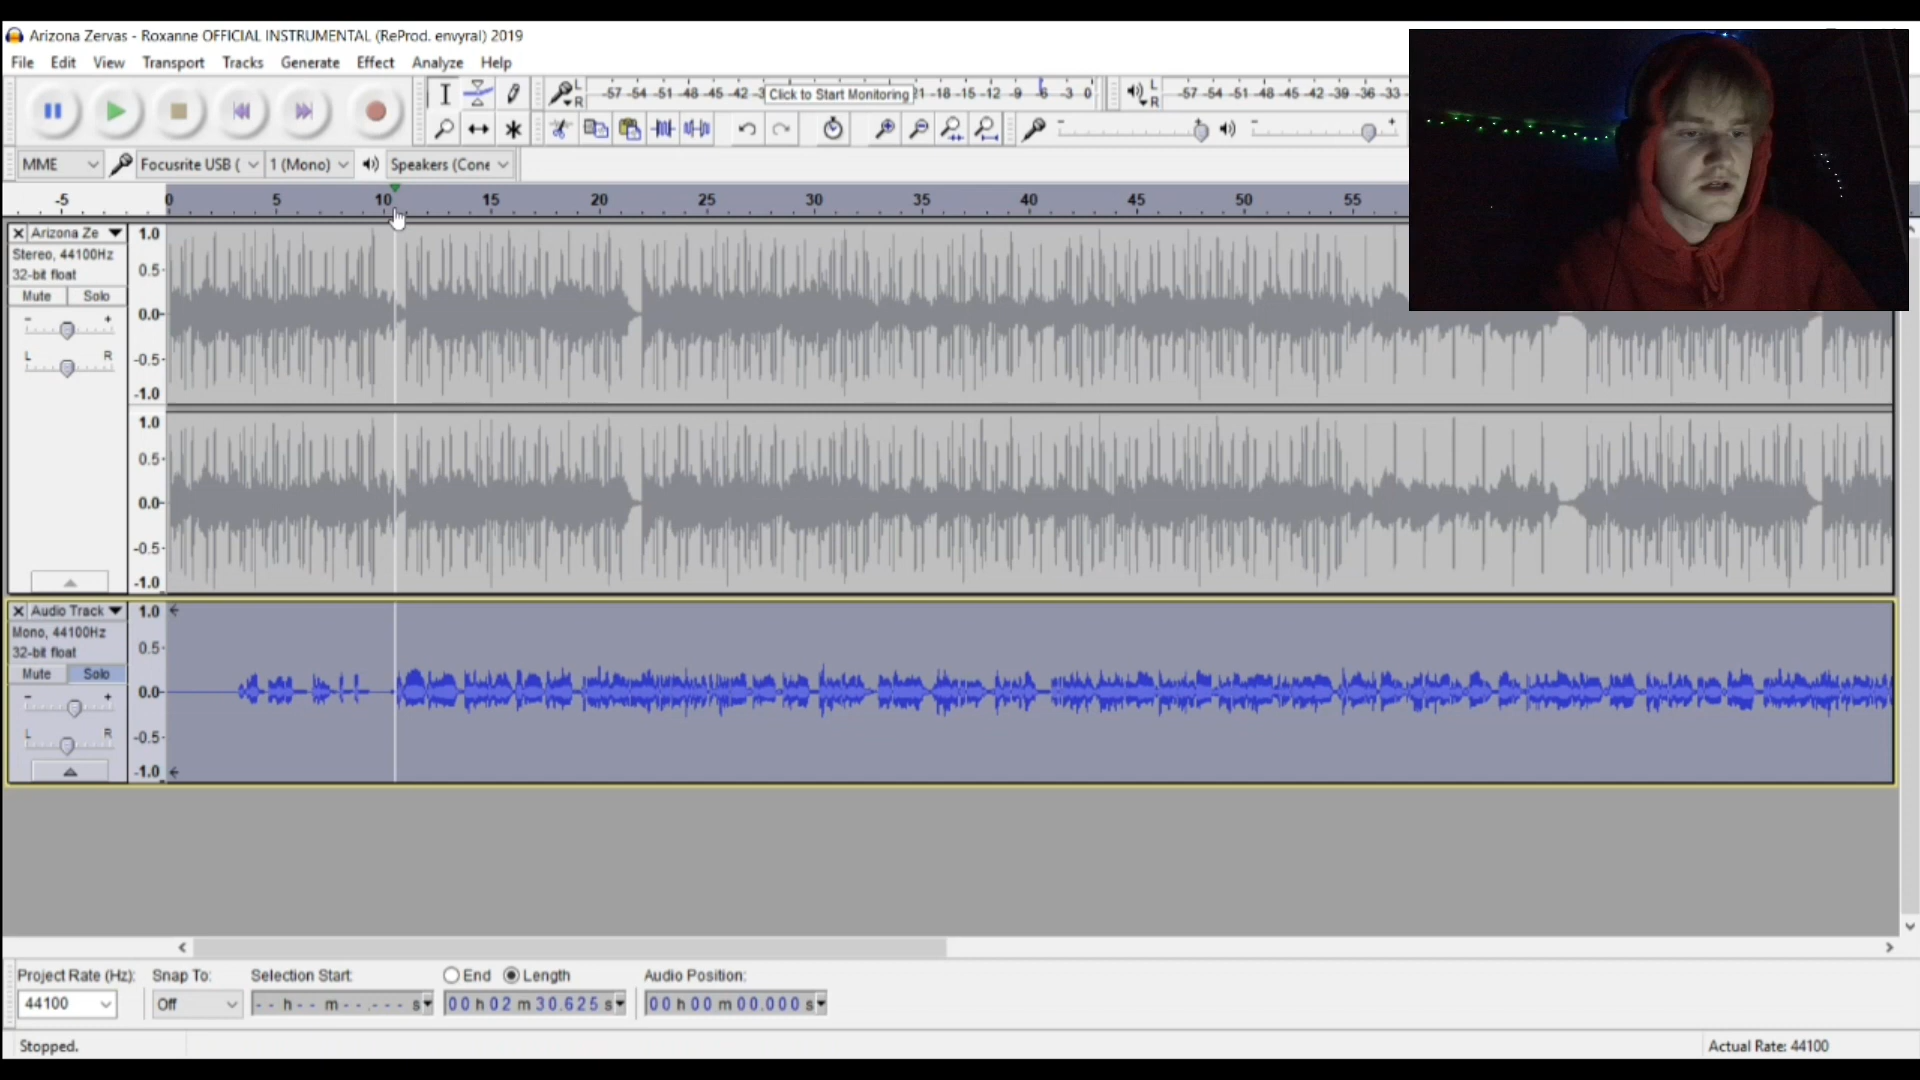 Arizona Zervas - Roxanne OFFICIAL INSTRUMENTAL (ReProd. envyral) 2019
File Edit View Transport Tracks Generate Effect Analyze Help
L R -57 -54 -51 -48 -45 -42 -3 Click to Start Monitoring 21 -18 -15 -12 -9 -6 -3 0 L R -57 -54 -51 -48 -45 -42 -39 -36 -33
MME Focusrite USB ( 1 (Mono) Speakers (Cone
-5 0 5 10 15 20 25 30 35 40 45 50 55
Arizona Ze 1.0
Stereo, 44100Hz
32-bit float 0.5
Mute Solo
- + 0.0
L R -0.5
-1.0
1.0
0.5
0.0
-0.5
-1.0
Audio Track 1.0
Mono, 44100Hz
32-bit float 0.5
Mute Solo
- + 0.0
L R -0.5
-1.0
Project Rate (Hz): Snap To: Selection Start: End Length Audio Position:
44100 Off -- h -- m --.--- s 00 h 02 m 30.625 s 00 h 00 m 00.000 s
Stopped. Actual Rate: 44100